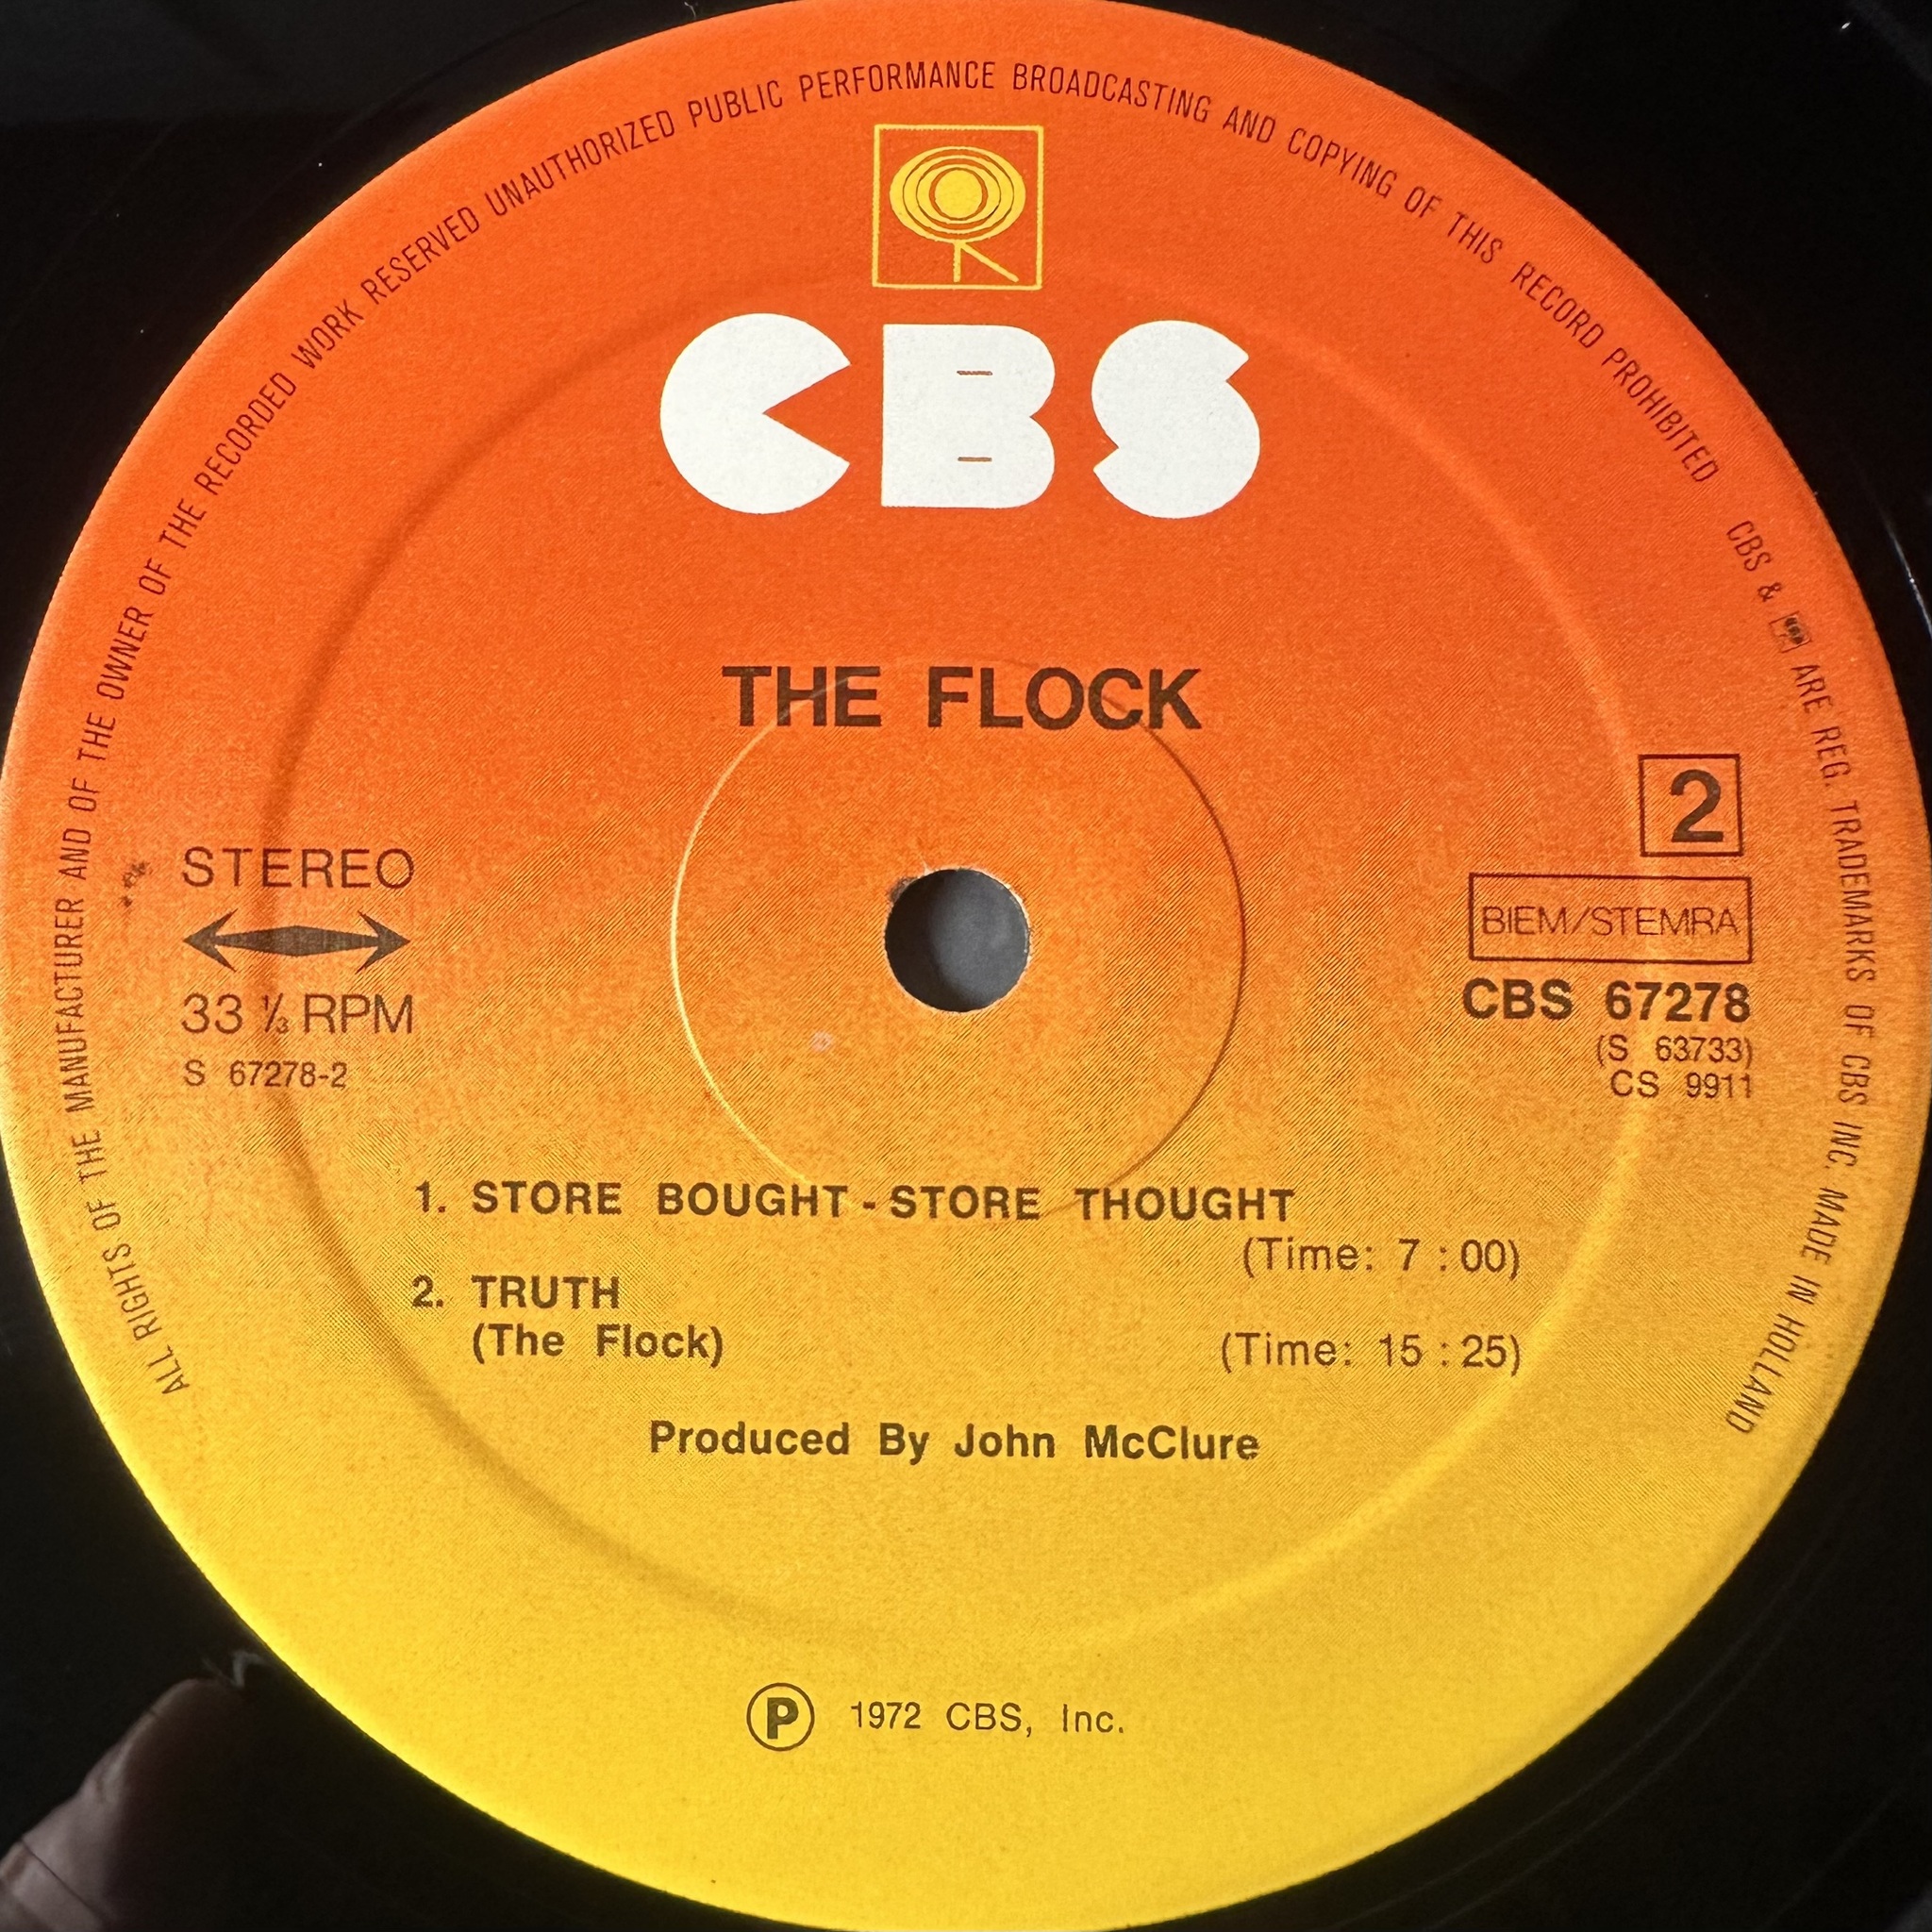 ALL RIGHTS OF THE MANUFACTURER AND OF THE OWNER OF THE RECORDED WORK RESERVED UNAUTHORIZED PUBLIC PERFORMANCE BROADCASTING AND COPYING OF THIS RECORD PROHIBITED
CBS & ARE REG. TRADEMARKS OF CBS INC. MADE IN HOLLAND
CBS
THE FLOCK
2
STEREO
BIEM/STEMRA
33 ⅓ RPM
CBS 67278
S 67278-2
(S 63733)
CS 9911
1. STORE BOUGHT - STORE THOUGHT
(Time: 7 : 00)
2. TRUTH
(The Flock) (Time: 15 : 25)
Produced By John McClure
Ⓟ 1972 CBS, Inc.